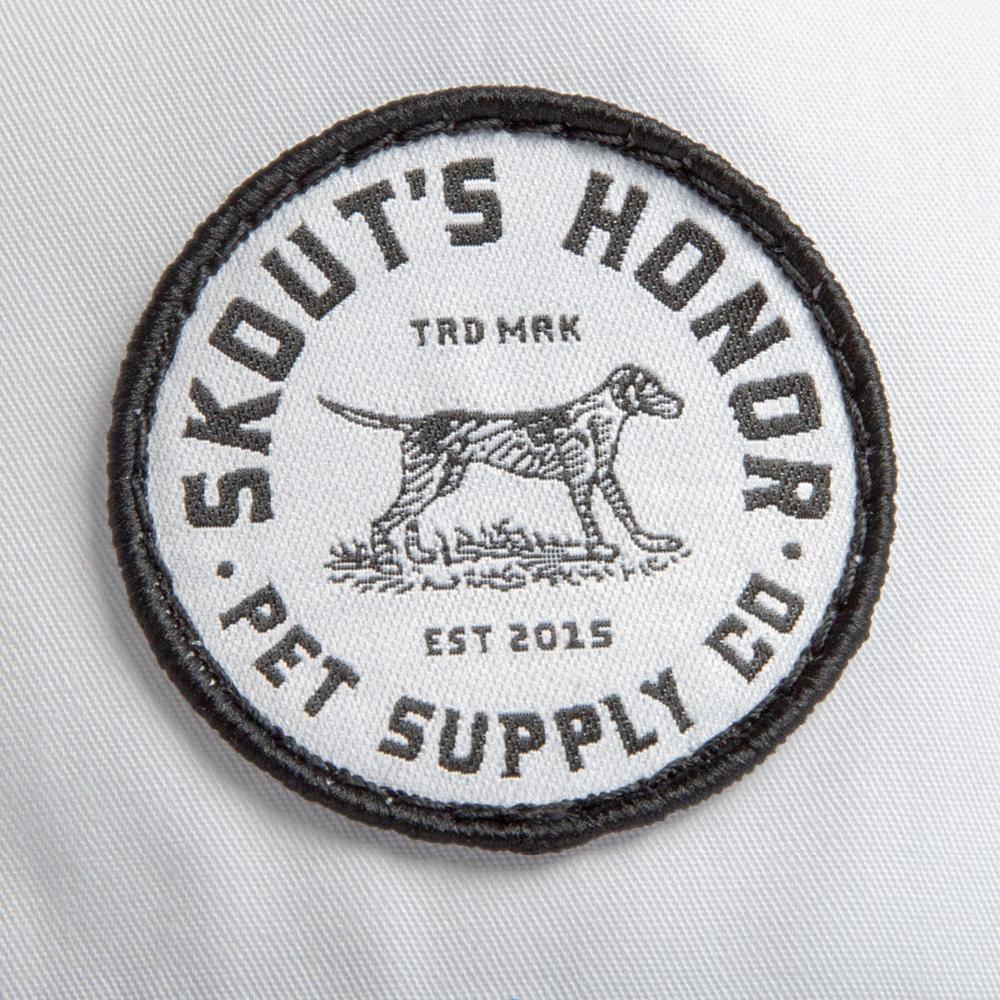 SKOUT'S HONOR
TRD MRK
EST 2015
· PET SUPPLY CO ·